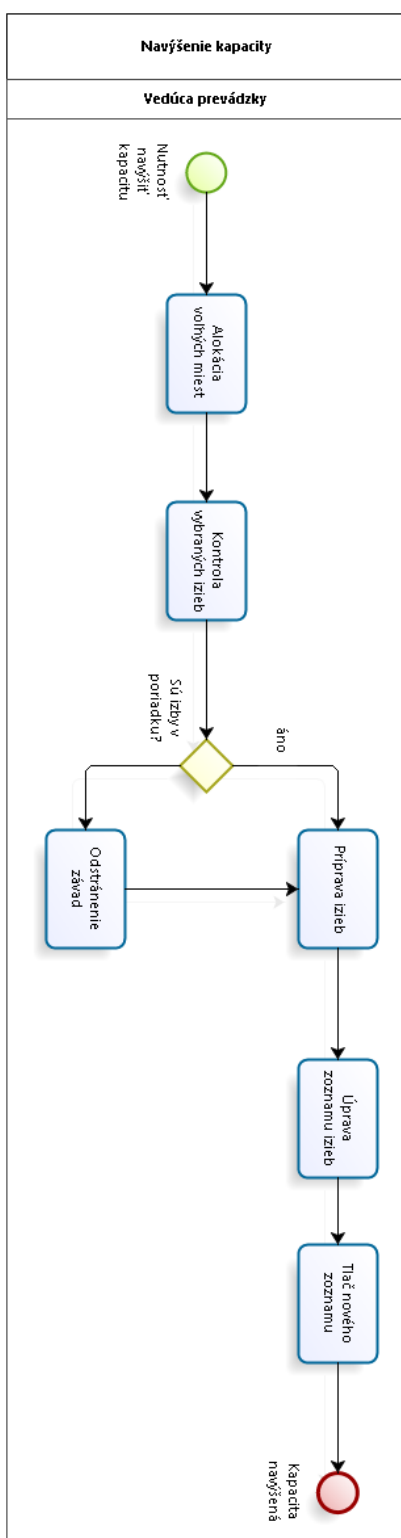 Navýšenie kapacity
Vedúca prevádzky
Nutnosť
navýšiť
kapacitu
Alokácia
voľných miest
Kontrola
vybraných izieb
Sú izby v
poriadku?
áno
Príprava izieb
Odstránenie
závad
Úprava
zoznamu izieb
Tlač nového
zoznamu
Kapacita
navýšená